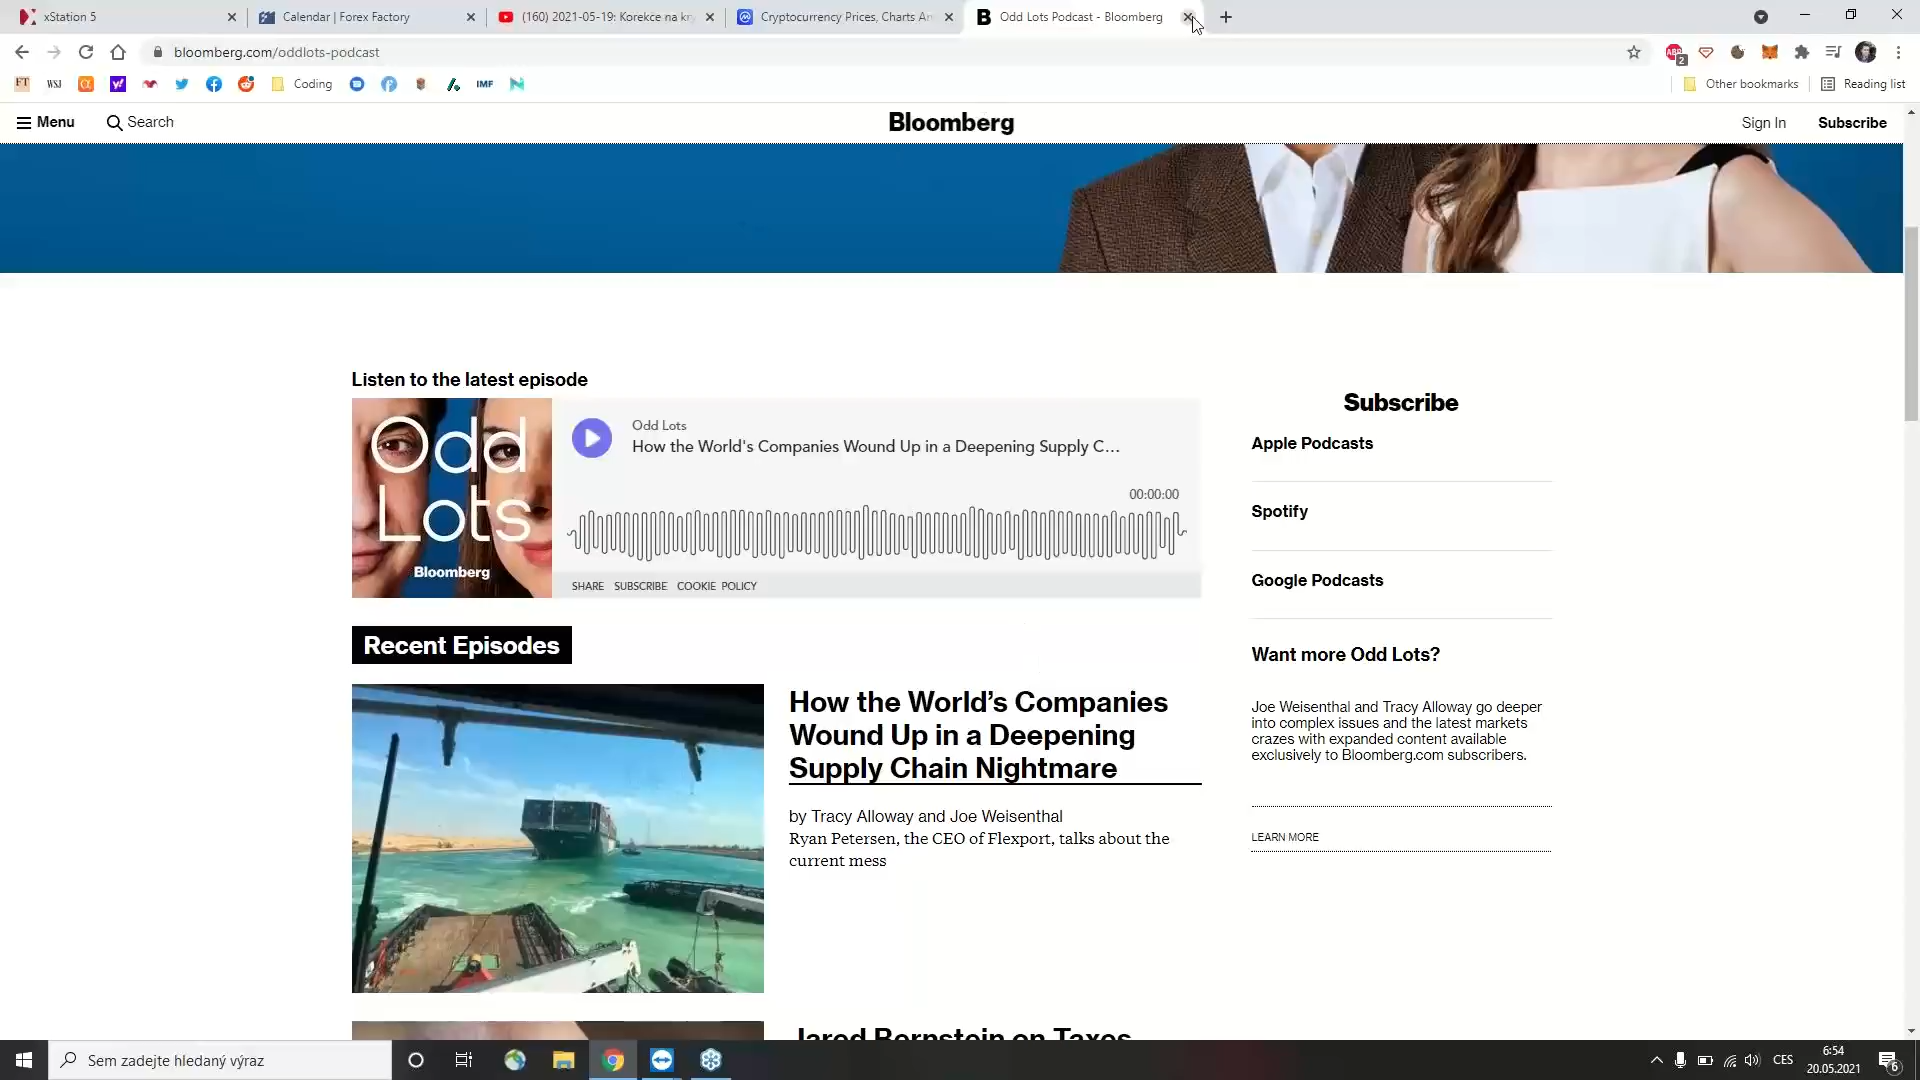 xStation 5
Calendar | Forex Factory
(160) 2021-05-19: Korekce na kry
Cryptocurrency Prices, Charts An
B Odd Lots Podcast - Bloomberg
bloomberg.com/oddlots-podcast
ABP
2
FT
WSJ
α
y!
Coding
IMF
Other bookmarks
Reading list
Menu
Search
Bloomberg
Sign In
Subscribe
Listen to the latest episode
Odd
Lots
Bloomberg
Odd Lots
How the World's Companies Wound Up in a Deepening Supply C...
00:00:00
SHARE SUBSCRIBE COOKIE POLICY
Subscribe
Apple Podcasts
Spotify
Google Podcasts
Want more Odd Lots?
Joe Weisenthal and Tracy Alloway go deeper
into complex issues and the latest markets
crazes with expanded content available
exclusively to Bloomberg.com subscribers.
LEARN MORE
Recent Episodes
How the World’s Companies
Wound Up in a Deepening
Supply Chain Nightmare
by Tracy Alloway and Joe Weisenthal
Ryan Petersen, the CEO of Flexport, talks about the
current mess
Jared Bernstein on Taxes
Sem zadejte hledaný výraz
CES
6:54
20.05.2021
6